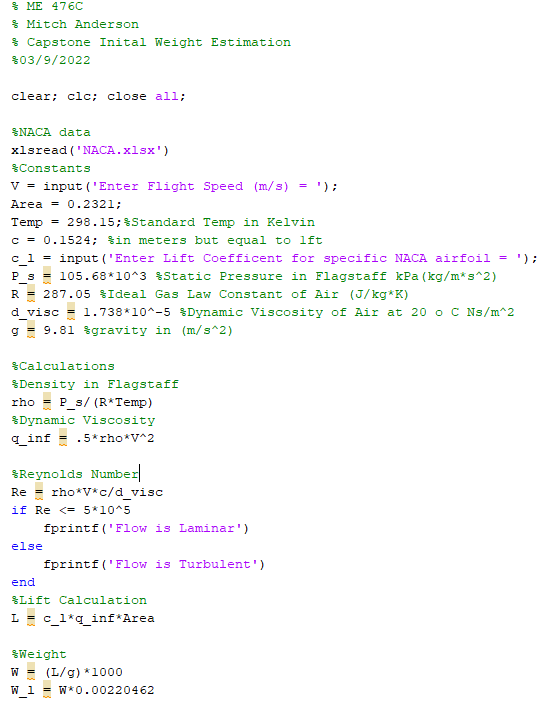 % ME 476C
% Mitch Anderson
% Capstone Inital Weight Estimation
%03/9/2022
clear; clc; close all;
%NACA data
xlsread('NACA.xlsx')
%Constants
V = input('Enter Flight Speed (m/s) = ');
Area = 0.2321;
Temp = 298.15;%Standard Temp in Kelvin
c = 0.1524; %in meters but equal to 1ft
c_l = input('Enter Lift Coefficent for specific NACA airfoil = ');
P_s = 105.68*10^3 %Static Pressure in Flagstaff kPa(kg/m*s^2)
R = 287.05 %Ideal Gas Law Constant of Air (J/kg*K)
d_visc = 1.738*10^-5 %Dynamic Viscosity of Air at 20 o C Ns/m^2
g = 9.81 %gravity in (m/s^2)
%Calculations
%Density in Flagstaff
rho = P_s/(R*Temp)
%Dynamic Viscosity
q_inf = .5*rho*V^2
%Reynolds Number
Re = rho*V*c/d_visc
if Re <= 5*10^5
    fprintf('Flow is Laminar')
else
    fprintf('Flow is Turbulent')
end
%Lift Calculation
L = c_l*q_inf*Area
%Weight
W = (L/g)*1000
W_l = W*0.00220462